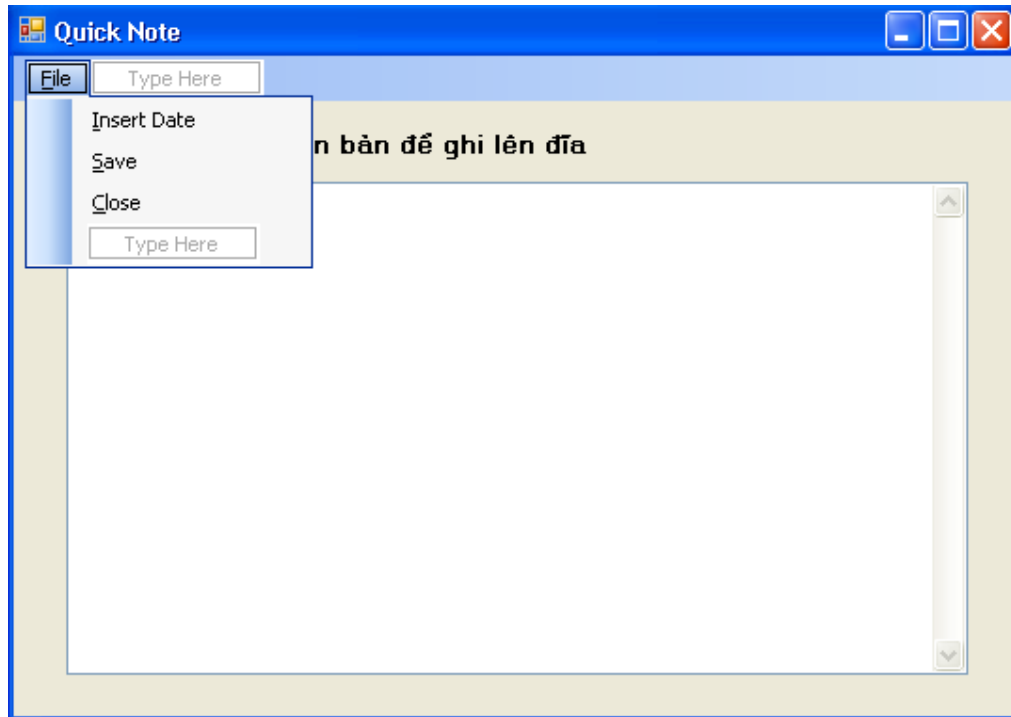 Quick Note
File Type Here
Insert Date
n bản để ghi lên đĩa
Save
Close
Type Here